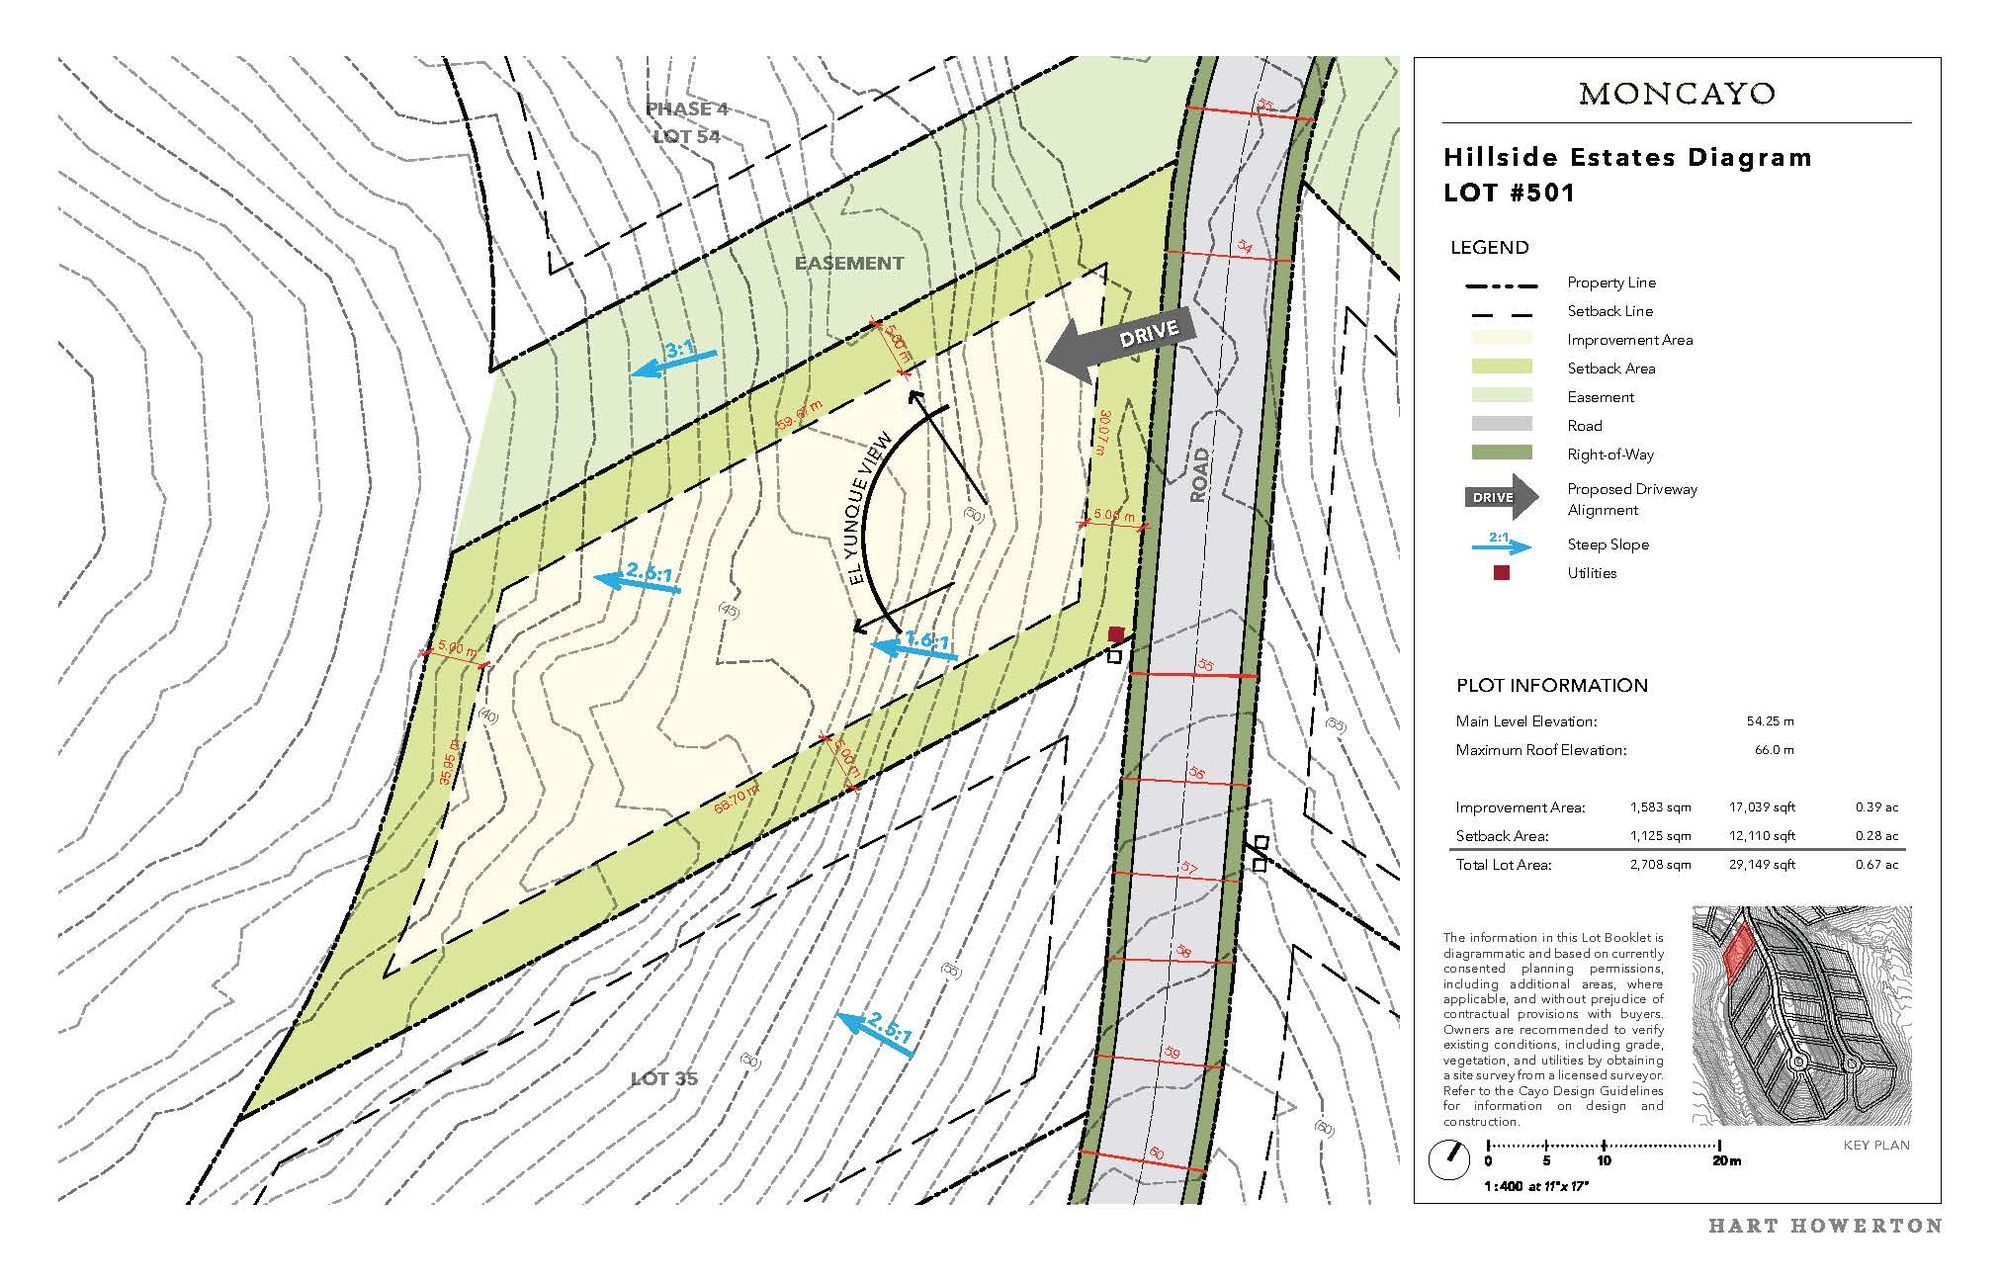 PHASE 4
LOT 54
EASEMENT
3:1
5.00 m
59.67 m
DRIVE
54
30.07 m
ROAD
EL YUNQUE VIEW
(50)
5.05 m
2.6:1
(45)
1.6:1
5.00 m
(40)
35.95 m
5.00 m
68.70 m
55
(55)
56
57
58
(55)
2.5:1
59
(50)
LOT 35
(60)
60
MONCAYO
Hillside Estates Diagram
LOT #501
LEGEND
Property Line
Setback Line
Improvement Area
Setback Area
Easement
Road
Right-of-Way
DRIVE
Proposed Driveway
Alignment
2:1
Steep Slope
Utilities
PLOT INFORMATION
Main Level Elevation: 54.25 m
Maximum Roof Elevation: 66.0 m
Improvement Area: 1,583 sqm 17,039 sqft 0.39 ac
Setback Area: 1,125 sqm 12,110 sqft 0.28 ac
Total Lot Area: 2,708 sqm 29,149 sqft 0.67 ac
The information in this Lot Booklet is
diagrammatic and based on currently
consented planning permissions,
including additional areas, where
applicable, and without prejudice of
contractual provisions with buyers.
Owners are recommended to verify
existing conditions, including grade,
vegetation, and utilities by obtaining
a site survey from a licensed surveyor.
Refer to the Cayo Design Guidelines
for information on design and
construction.
KEY PLAN
0 5 10 20m
1:400 at 11"x 17"
HART HOWERTON